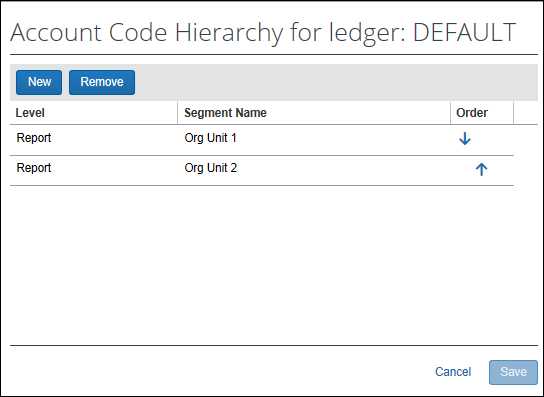 Account Code Hierarchy for ledger: DEFAULT
New Remove
Level Segment Name Order
Report Org Unit 1
Report Org Unit 2
Cancel Save